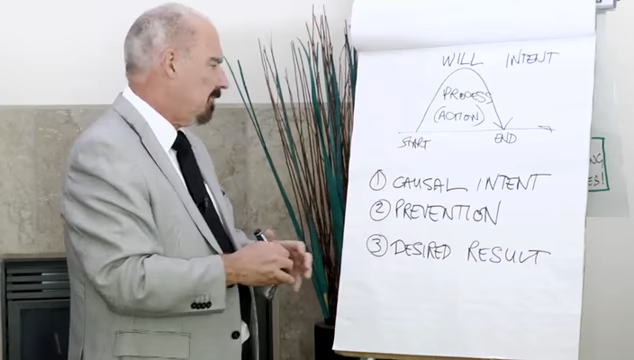 WILL INTENT
PROCESS
(ACTION)
START END
① CAUSAL INTENT
② PREVENTION
③ DESIRED RESULT